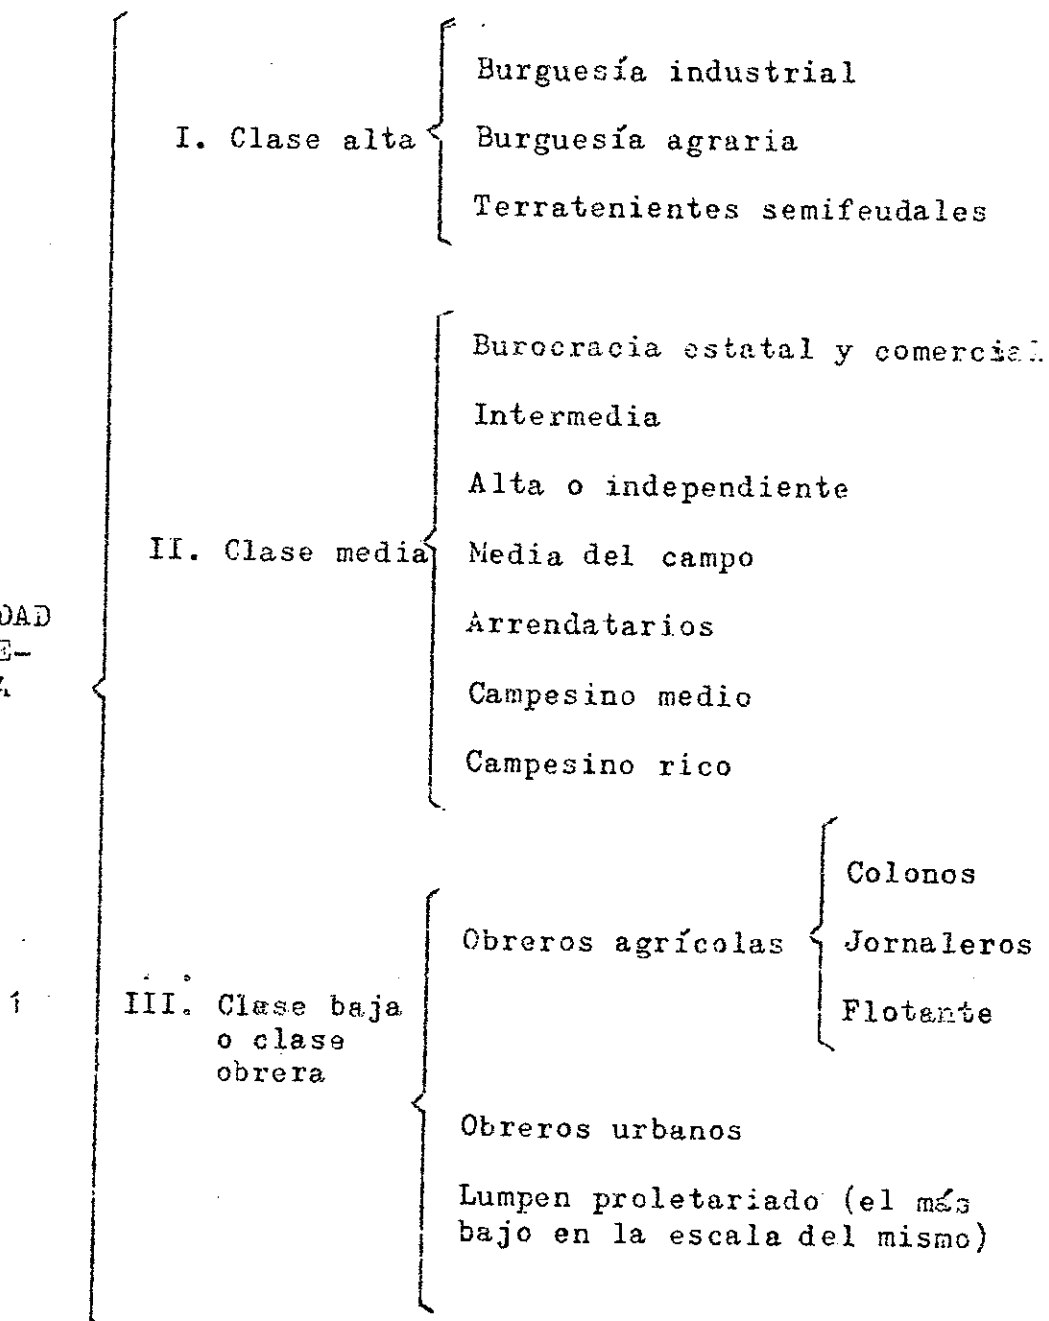 I. Clase alta
Burguesía industrial
Burguesía agraria
Terratenientes semifeudales
II. Clase media
Burocracia estatal y comercial
Intermedia
Alta o independiente
Media del campo
Arrendatarios
Campesino medio
Campesino rico
DAD
E-
1
III. Clase baja
o clase
obrera
Obreros agrícolas
Colonos
Jornaleros
Flotante
Obreros urbanos
Lumpen proletariado (el más
bajo en la escala del mismo)